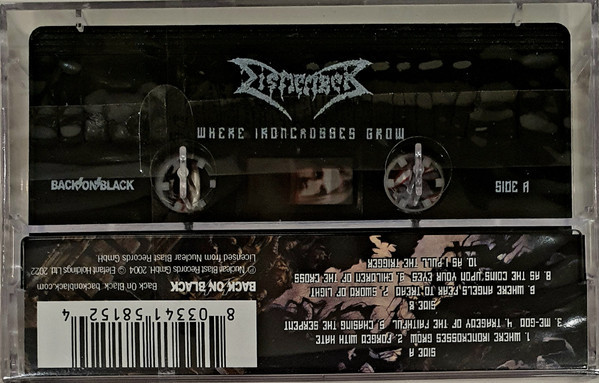 DISMEMBER
WHERE IRONCROSSES GROW
BACK ON BLACK
SIDE A
SIDE A
1. WHERE IRONCROSSES GROW 2. FORGED WITH HATE
3. ME-GOD 4. TRAGEDY OF THE FAITHFUL 5. CHASING THE SERPENT
SIDE B
6. WHERE ANGELS FEAR TO TREAD 7. SWORD OF LIGHT
8. AS THE COINS UPON YOUR EYES 9. CHILDREN OF THE CROSS
10. AS I PULL THE TRIGGER
8 03341 58152 4
BACK ON BLACK Back On Black. backonblack.com
℗ Nuclear Blast Records GmbH 2004 © Elefant Holdings Ltd 2022
Licensed from Nuclear Blast Records GmbH.